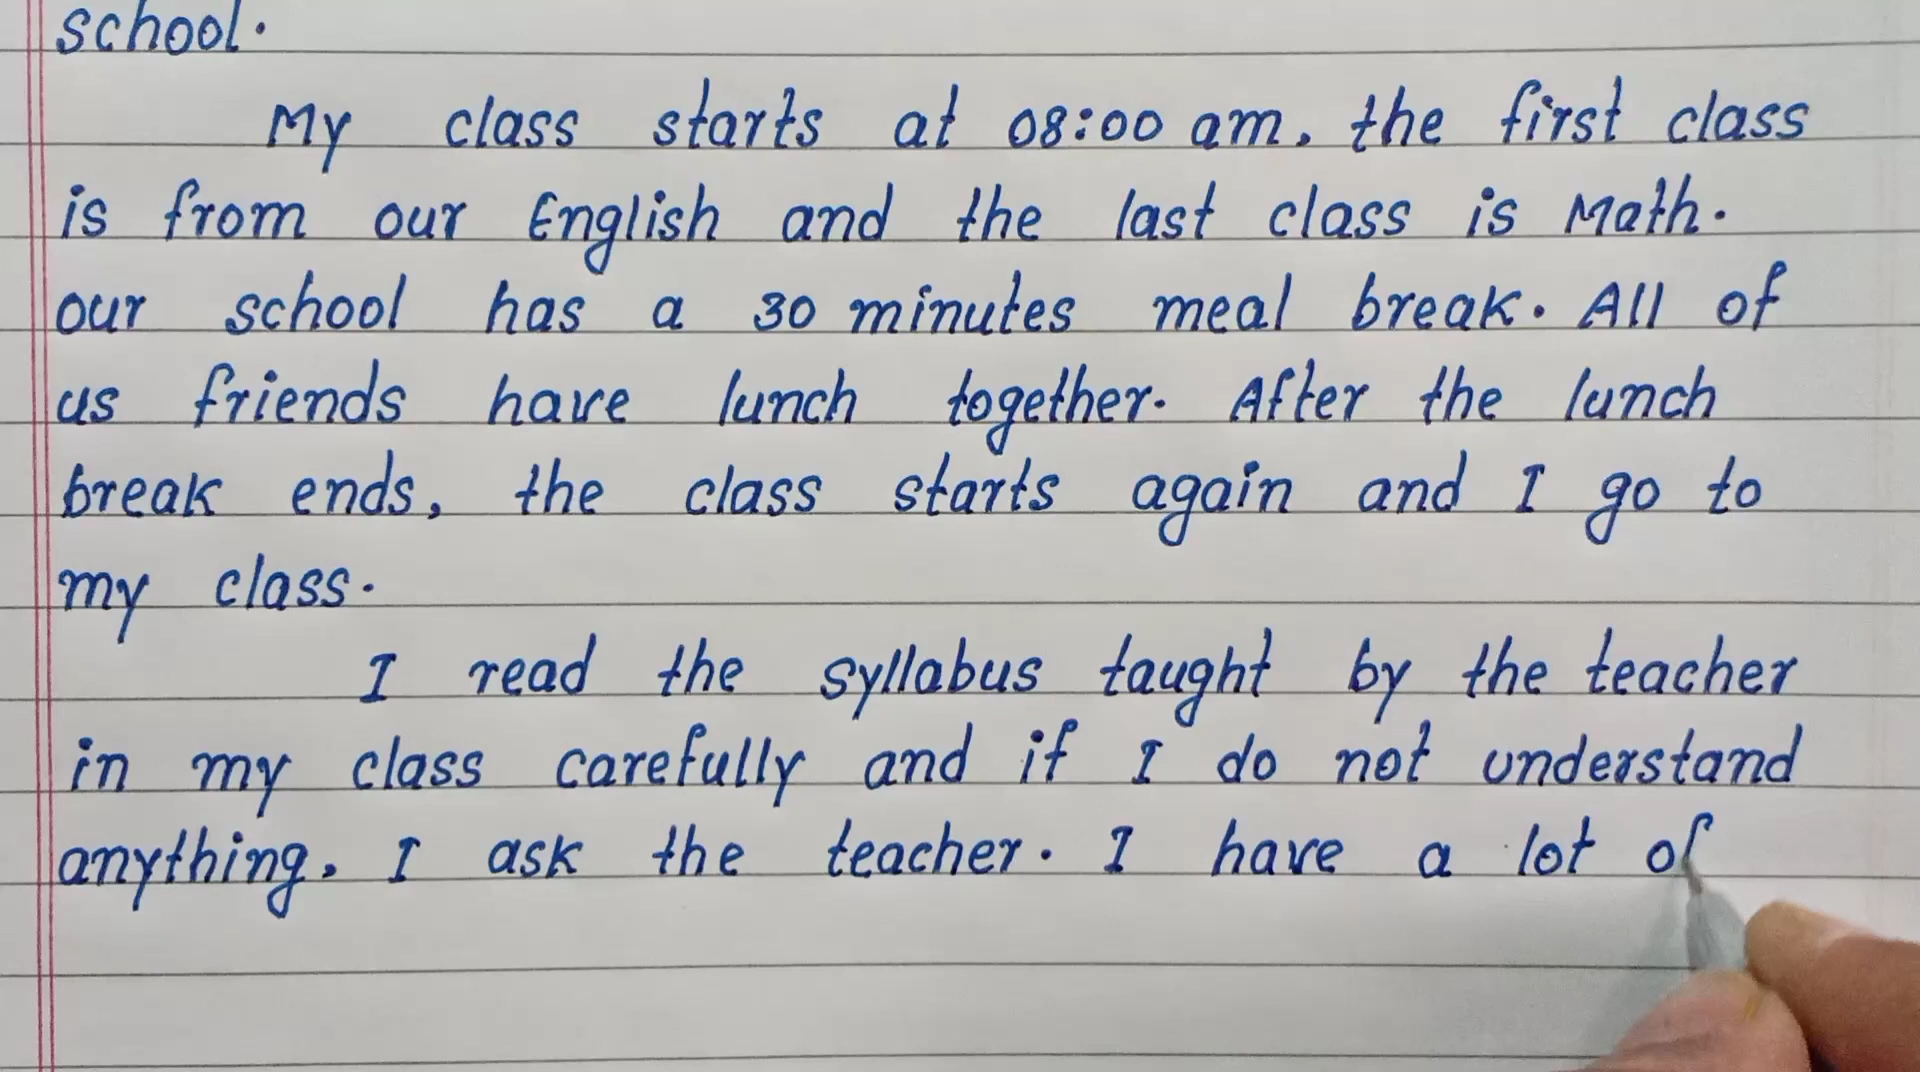 school.
My class starts at 08:00 am, the first class
is from our English and the last class is Math.
our school has a 30 minutes meal break. All of
us friends have lunch together. After the lunch
break ends, the class starts again and I go to
my class.
I read the syllabus taught by the teacher
in my class carefully and if I do not understand
anything, I ask the teacher. I have a lot of